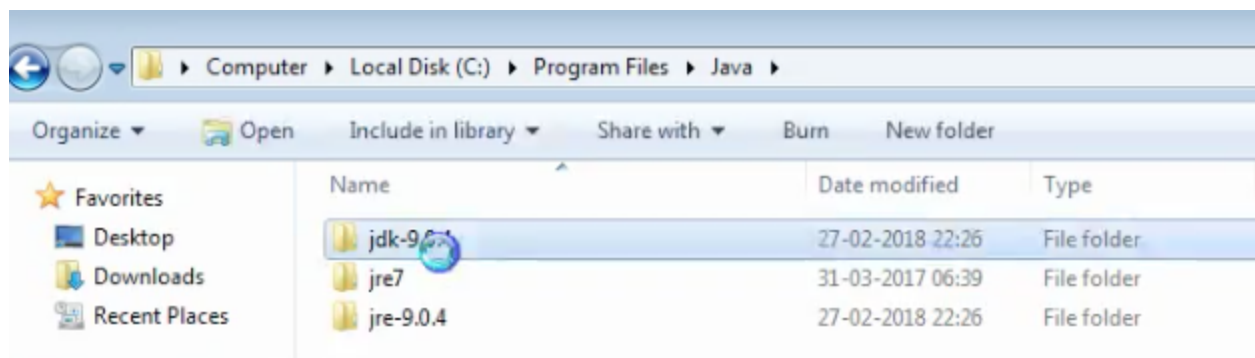 Computer Local Disk (C:) Program Files Java
Organize Open Include in library Share with Burn New folder
Favorites
Desktop
Downloads
Recent Places
Name Date modified Type
27-02-2018 22:26 File folder
jre7 31-03-2017 06:39 File folder
jre-9.0.4 27-02-2018 22:26 File folder